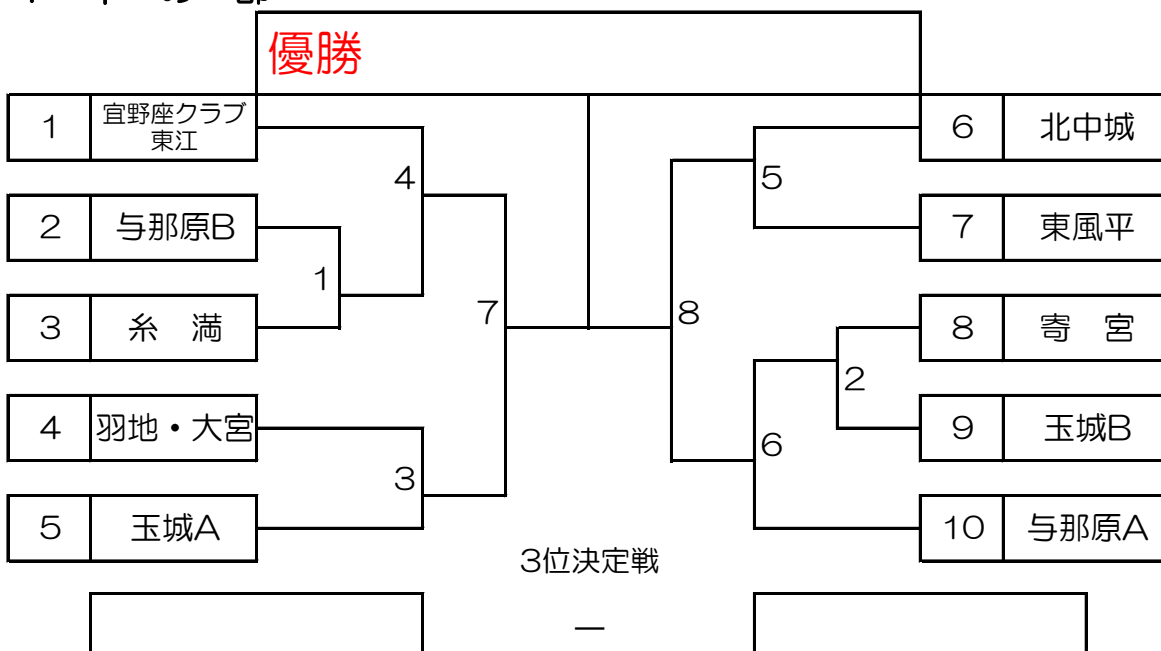 優勝
1 宜野座クラブ
東江
2 与那原B
3 糸 満
4 羽地・大宮
5 玉城A
4
1
7
3
5
8
2
6
6 北中城
7 東風平
8 寄 宮
9 玉城B
10 与那原A
3位決定戦
―